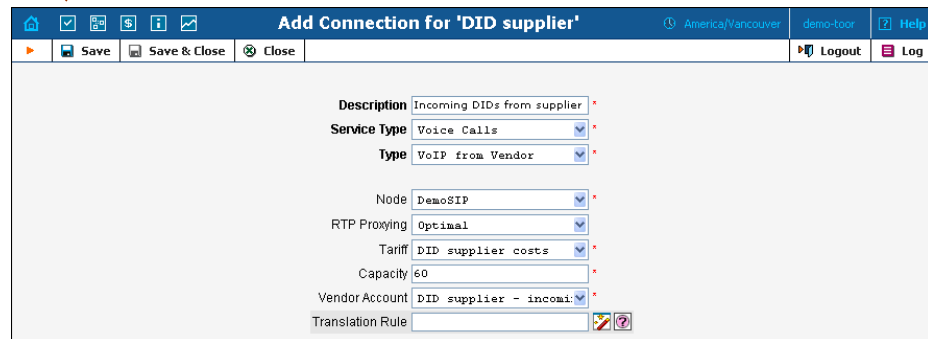 Add Connection for 'DID supplier' America/Vancouver demo-toor Help
Save Save & Close Close Logout Log
Description Incoming DIDs from supplier *
Service Type Voice Calls *
Type VoIP from Vendor *
Node DemoSIP *
RTP Proxying Optimal
Tariff DID supplier costs *
Capacity 60 *
Vendor Account DID supplier - incomi *
Translation Rule